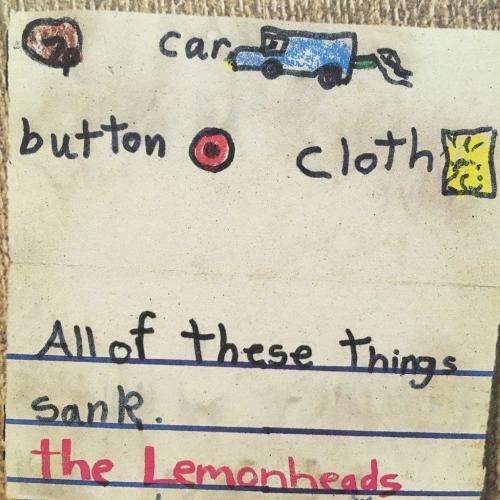 car
button cloth
All of these things
sank.
the Lemonheads